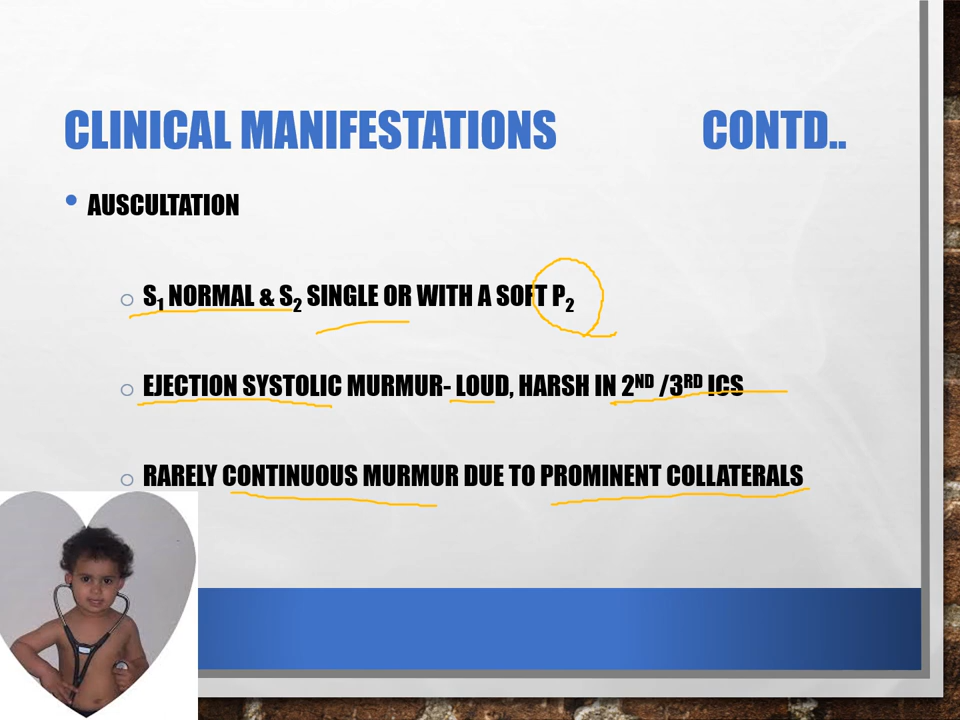 CLINICAL MANIFESTATIONS CONTD..
• AUSCULTATION
o S₁ NORMAL & S₂ SINGLE OR WITH A SOFT P₂
o EJECTION SYSTOLIC MURMUR- LOUD, HARSH IN 2ND /3RD ICS
o RARELY CONTINUOUS MURMUR DUE TO PROMINENT COLLATERALS